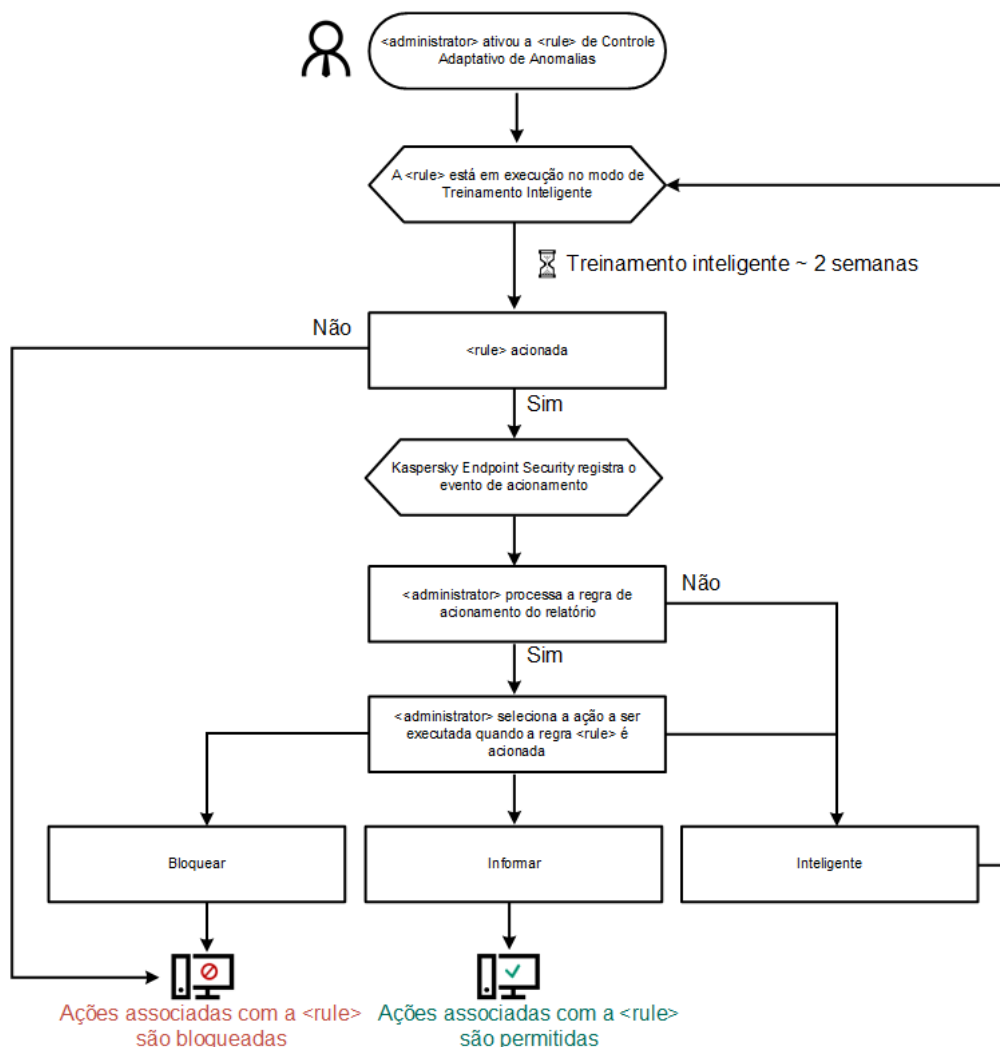 <administrator> ativou a <rule> de Controle
Adaptativo de Anomalias
A <rule> está em execução no modo de
Treinamento Inteligente
Treinamento inteligente ~ 2 semanas
Não
<rule> acionada
Sim
Kaspersky Endpoint Security registra o
evento de acionamento
Não
<administrator> processa a regra de
acionamento do relatório
Sim
<administrator> seleciona a ação a ser
executada quando a regra <rule> é
acionada
Bloquear
Informar
Inteligente
Ações associadas com a <rule>
são bloqueadas
Ações associadas com a <rule>
são permitidas